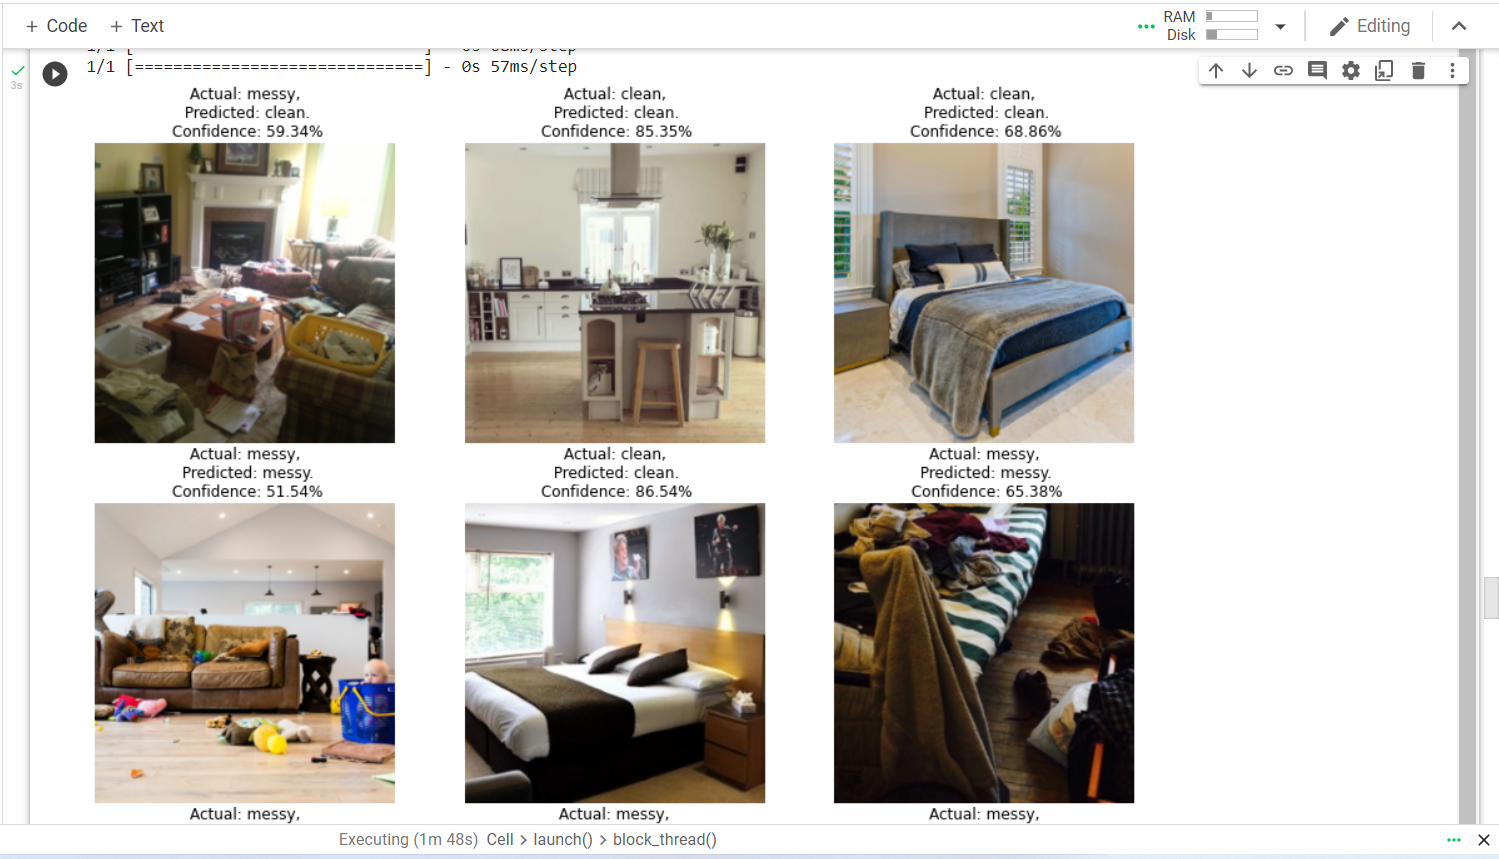 + Code + Text
RAM
Disk
Editing
1/1 [==============================] - 0s 57ms/step
3s
Actual: messy,
Predicted: clean.
Confidence: 59.34%
Actual: clean,
Predicted: clean.
Confidence: 85.35%
Actual: clean,
Predicted: clean.
Confidence: 68.86%
Actual: messy,
Predicted: messy.
Confidence: 51.54%
Actual: clean,
Predicted: clean.
Confidence: 86.54%
Actual: messy,
Predicted: messy.
Confidence: 65.38%
Actual: messy,
Actual: messy,
Actual: messy,
Executing (1m 48s) Cell > launch() > block_thread()